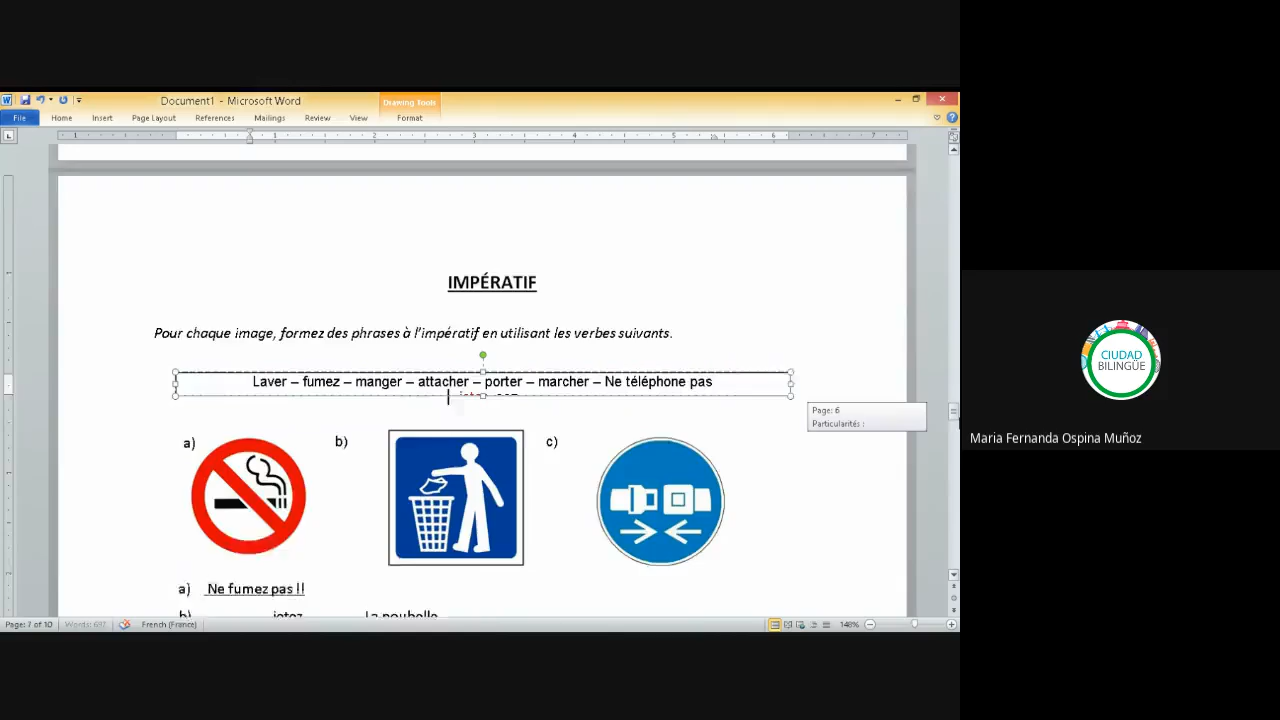 Document1 - Microsoft Word
Drawing Tools
File Home Insert Page Layout References Mailings Review View Format
IMPÉRATIF
Pour chaque image, formez des phrases à l'impératif en utilisant les verbes suivants.
Laver – fumez – manger – attacher – porter – marcher – Ne téléphone pas
Page: 6
Particularités :
a)
b)
c)
a) Ne fumez pas !!
b) jetez La poubelle
Page: 7 of 10 Words: 697 French (France) 148%
CIUDAD
BILINGÜE
Maria Fernanda Ospina Muñoz